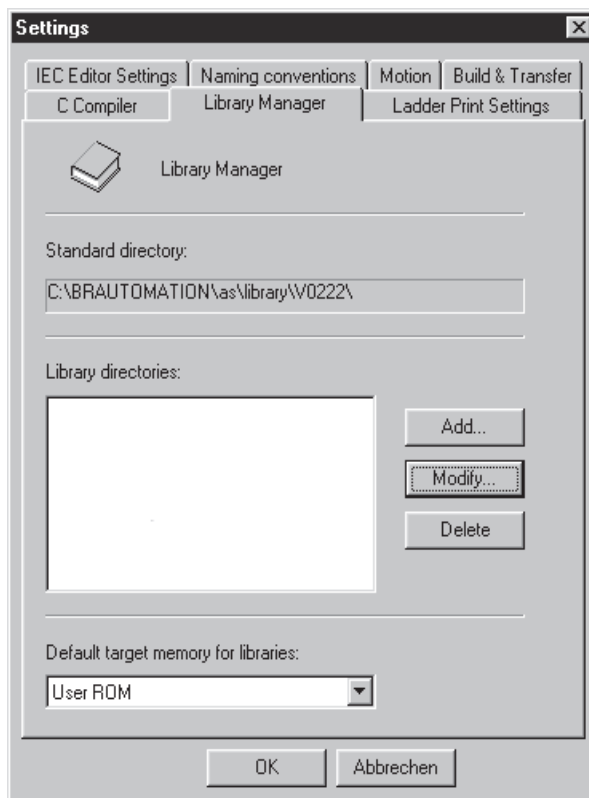 Settings
IEC Editor Settings Naming conventions Motion Build & Transfer
C Compiler Library Manager Ladder Print Settings
Library Manager
Standard directory:
C:\BRAUTOMATION\as\library\V0222\
Library directories:
Add...
Modify...
Delete
Default target memory for libraries:
User ROM
OK Abbrechen